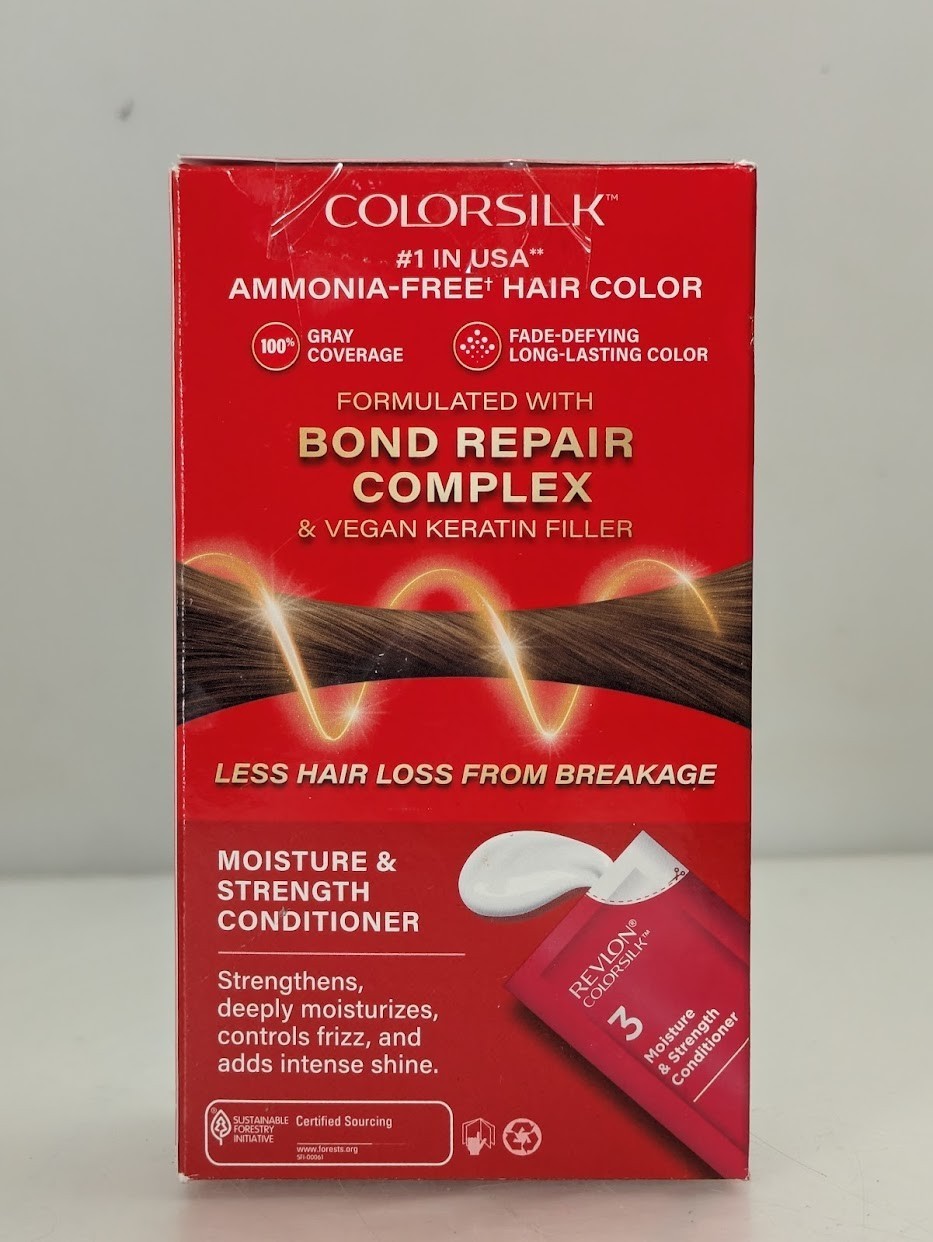 COLORSILK™
#1 IN USA**
AMMONIA-FREE† HAIR COLOR
100%
GRAY
COVERAGE
FADE-DEFYING
LONG-LASTING COLOR
FORMULATED WITH
BOND REPAIR
COMPLEX
& VEGAN KERATIN FILLER
LESS HAIR LOSS FROM BREAKAGE
MOISTURE &
STRENGTH
CONDITIONER
Strengthens,
deeply moisturizes,
controls frizz, and
adds intense shine.
REVLON®
COLORSILK™
3
Moisture
& Strength
Conditioner
SUSTAINABLE
FORESTRY
INITIATIVE
Certified Sourcing
www.forests.org
SFI-00061